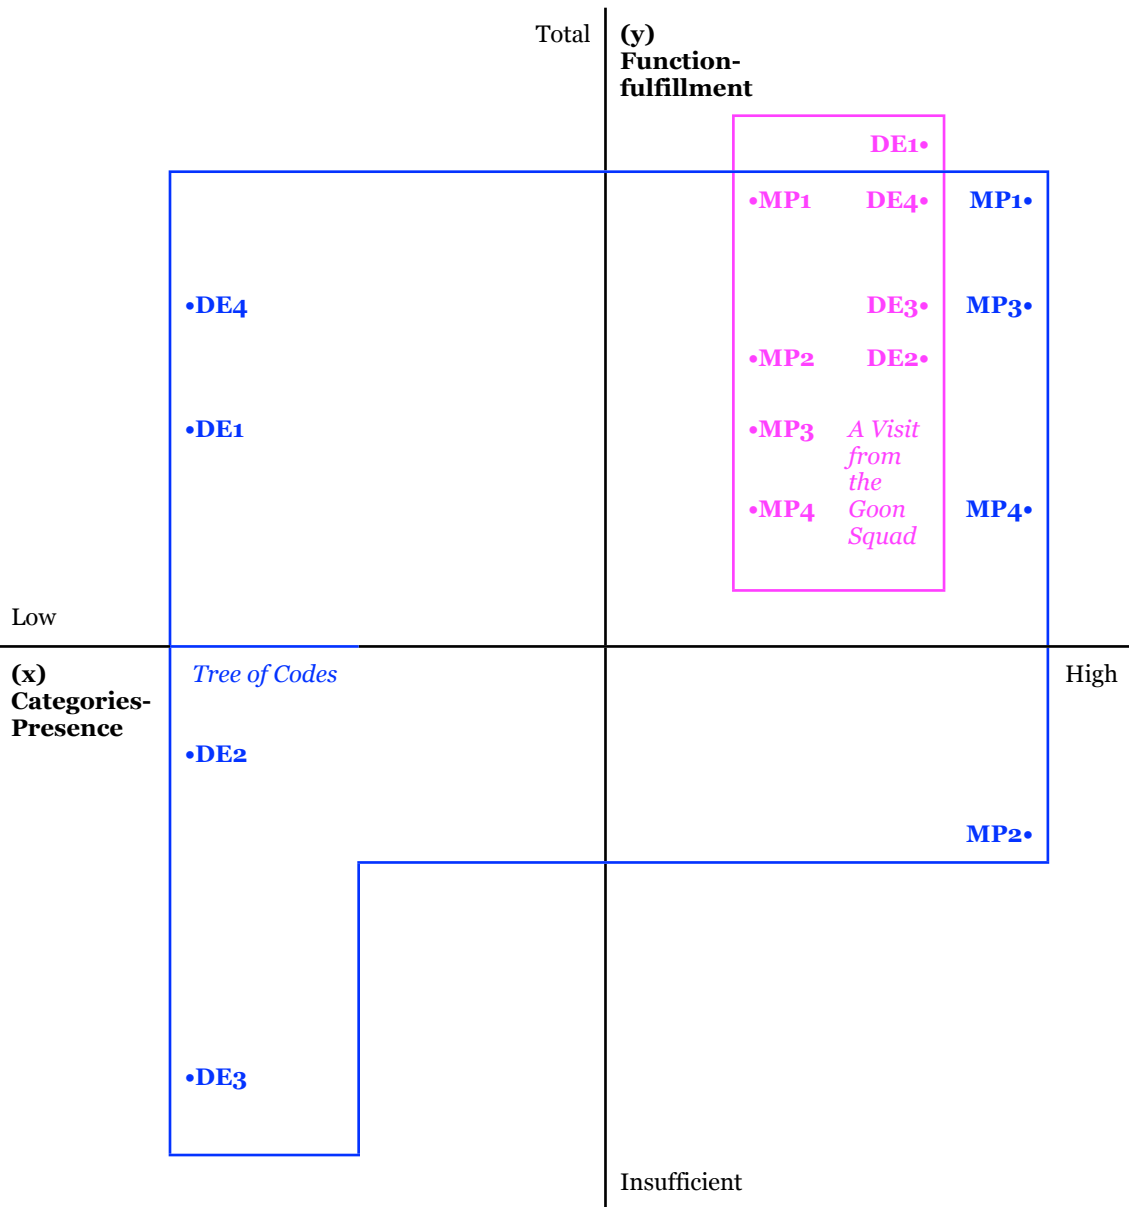 Total
(y)
Function-
fulfillment
DE1•
•MP1
DE4•
MP1•
•DE4
DE3•
MP3•
•MP2
DE2•
•DE1
•MP3
A Visit
from
the
Goon
Squad
•MP4
MP4•
Low
(x)
Categories-
Presence
Tree of Codes
High
•DE2
MP2•
•DE3
Insufficient